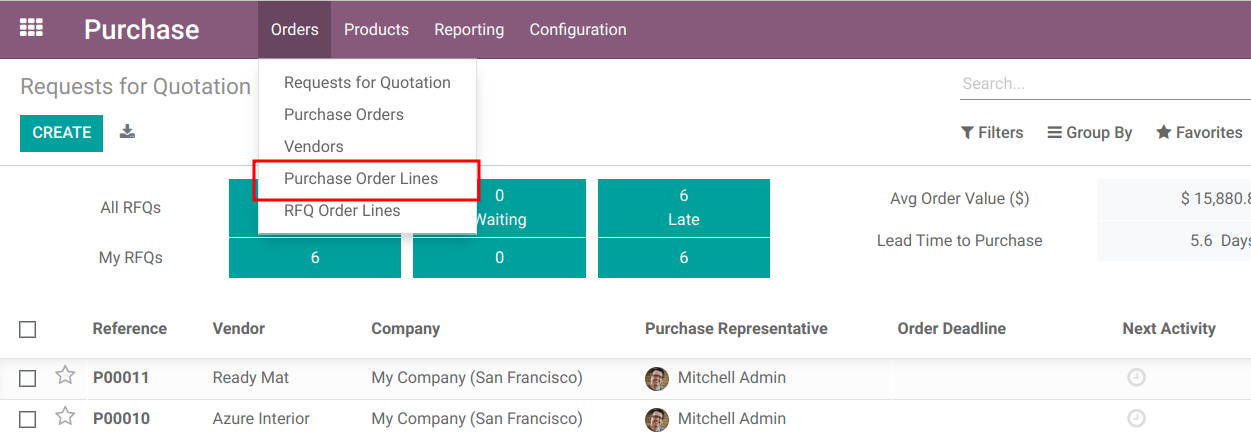 Purchase Orders Products Reporting Configuration
Requests for Quotation
Search...
CREATE
Filters Group By Favorites
Requests for Quotation
Purchase Orders
Vendors
Purchase Order Lines
RFQ Order Lines
All RFQs 0 6
Waiting Late
My RFQs 6 0 6
Avg Order Value ($) $ 15,880.8
Lead Time to Purchase 5.6 Days
Reference Vendor Company Purchase Representative Order Deadline Next Activity
P00011 Ready Mat My Company (San Francisco) Mitchell Admin
P00010 Azure Interior My Company (San Francisco) Mitchell Admin